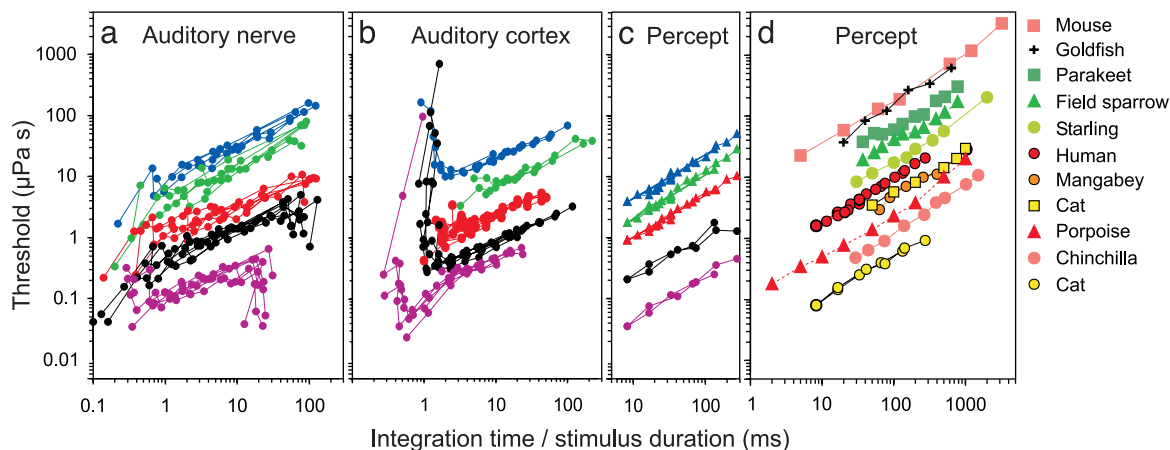 a Auditory nerve
b Auditory cortex
c Percept
d Percept
Threshold (µPa s)
1000
100
10
1
0.1
0.01
0.1 1 10 100
1 10 100
10 100
1 10 100 1000
Integration time / stimulus duration (ms)
Mouse
Goldfish
Parakeet
Field sparrow
Starling
Human
Mangabey
Cat
Porpoise
Chinchilla
Cat